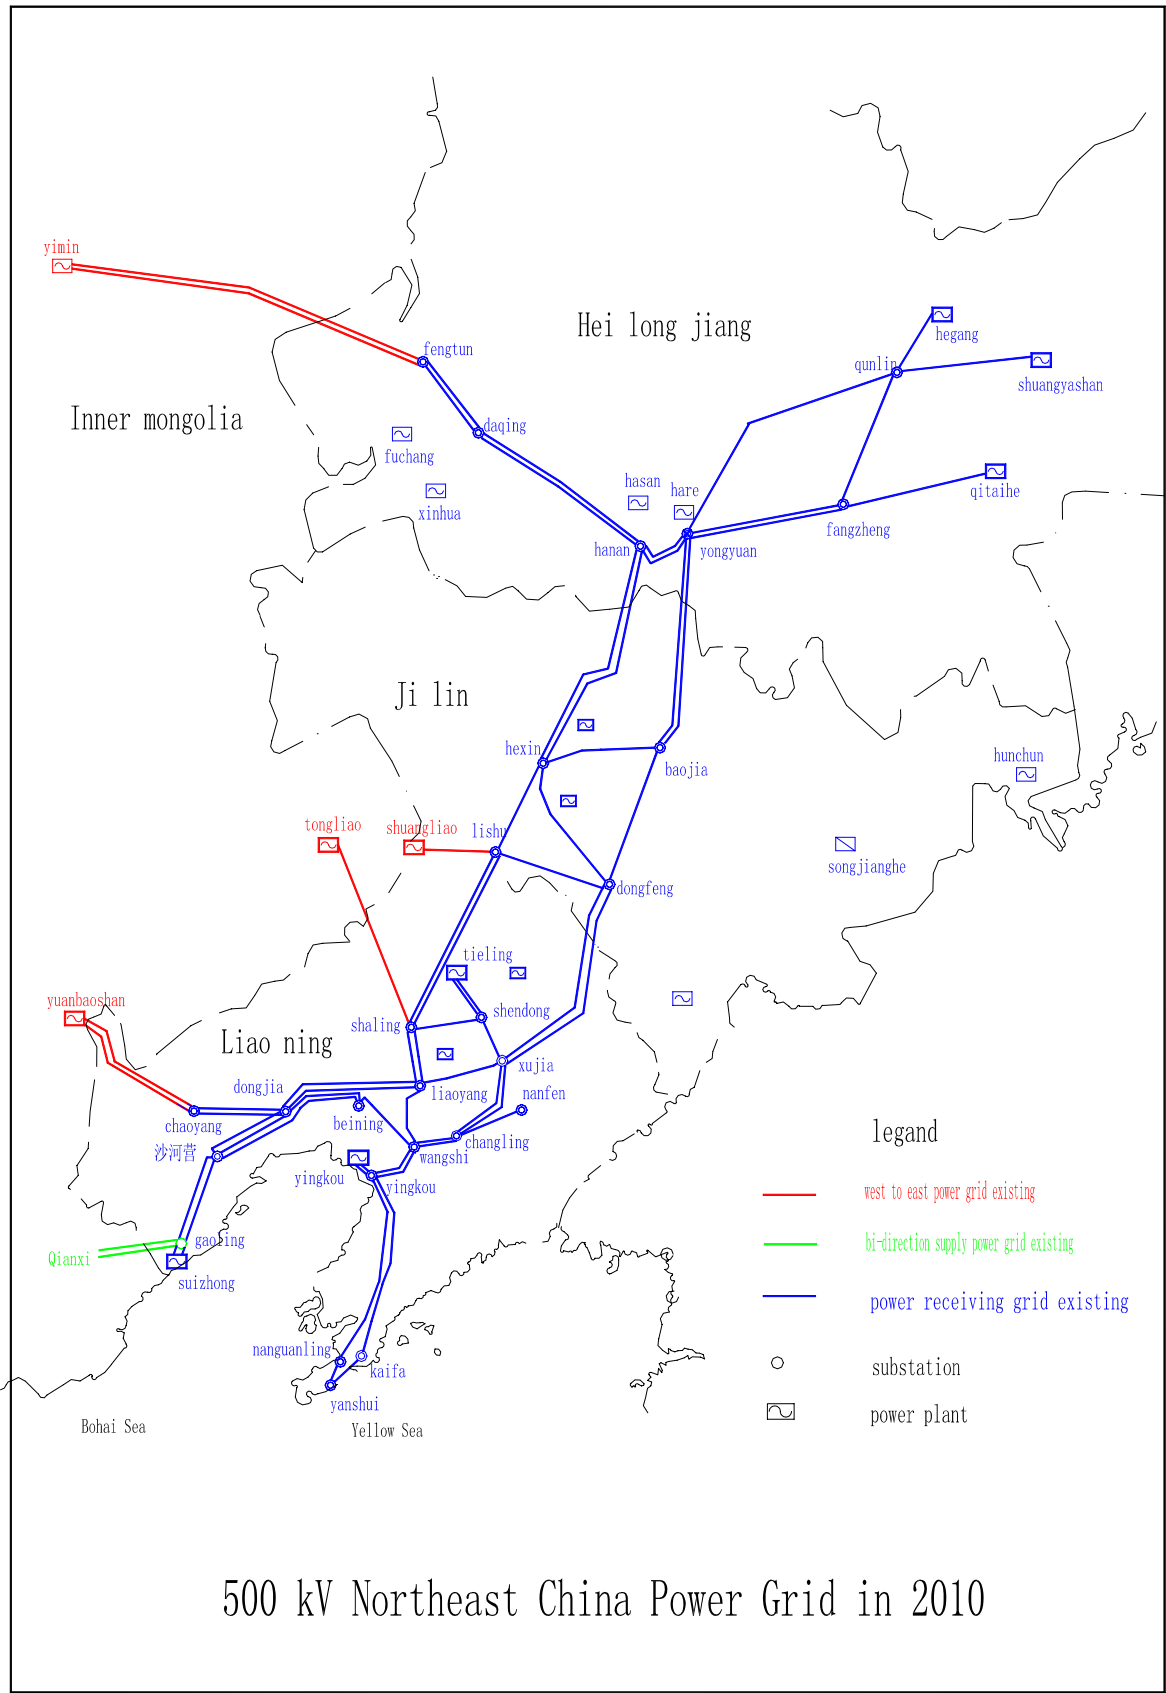 yimin
Hei long jiang
hegang
fengtun
qunlin
shuangyashan
Inner mongolia
daqing
fuchang
hasan
hare
qitaihe
xinhua
fangzheng
hanan
yongyuan
Ji lin
hexin
baojia
hunchun
tongliao
shuangliao
lishu
songjianghe
dongfeng
tieling
yuanbaoshan
shendong
shaling
Liao ning
xujia
dongjia
liaoyang
nanfen
chaoyang
beining
changling
legand
沙河营
wangshi
yingkou
yingkou
west to east power grid existing
gaoling
bi-direction supply power grid existing
Qianxi
suizhong
power receiving grid existing
nanguanling
kaifa
substation
yanshui
power plant
Bohai Sea
Yellow Sea
500 kV Northeast China Power Grid in 2010